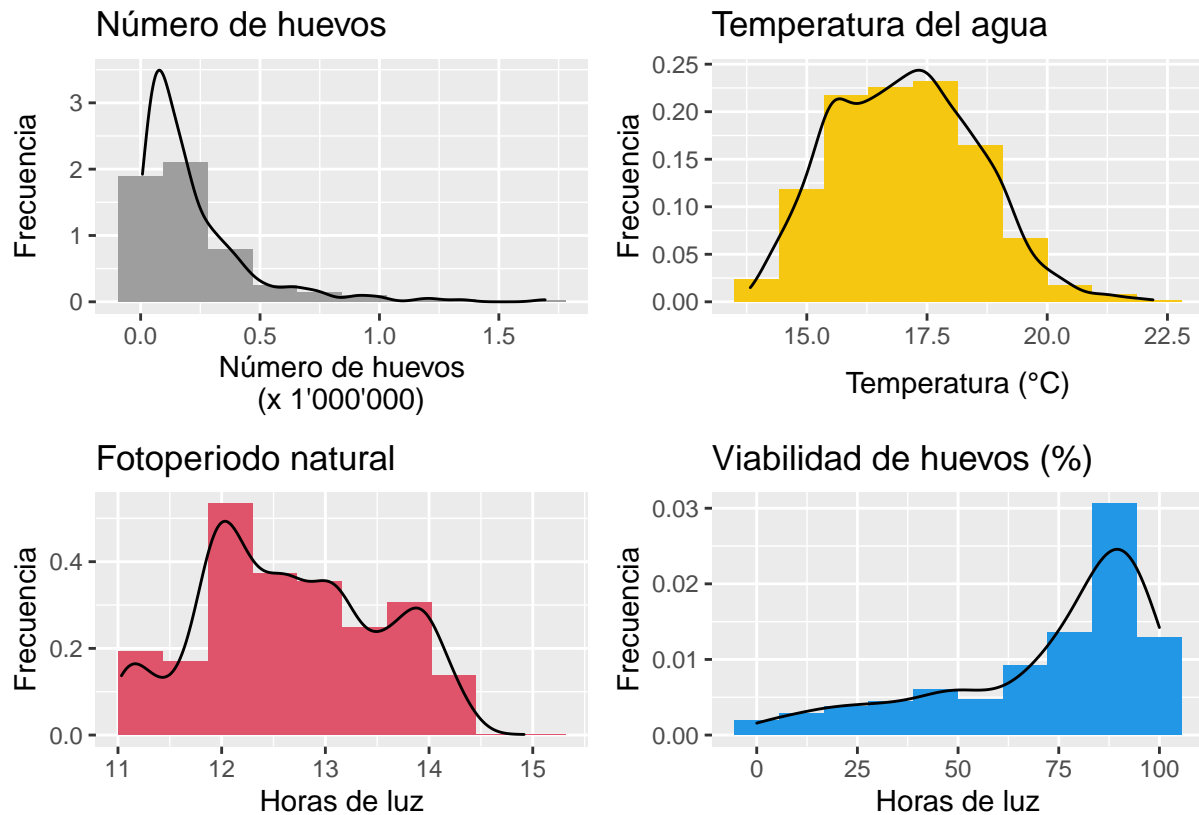 Número de huevos
Frecuencia
3
2
1
0
0.0 0.5 1.0 1.5
Número de huevos
(x 1'000'000)
Temperatura del agua
Frecuencia
0.25
0.20
0.15
0.10
0.05
0.00
15.0 17.5 20.0 22.5
Temperatura (°C)
Fotoperiodo natural
Frecuencia
0.4
0.2
0.0
11 12 13 14 15
Horas de luz
Viabilidad de huevos (%)
Frecuencia
0.03
0.02
0.01
0.00
0 25 50 75 100
Horas de luz